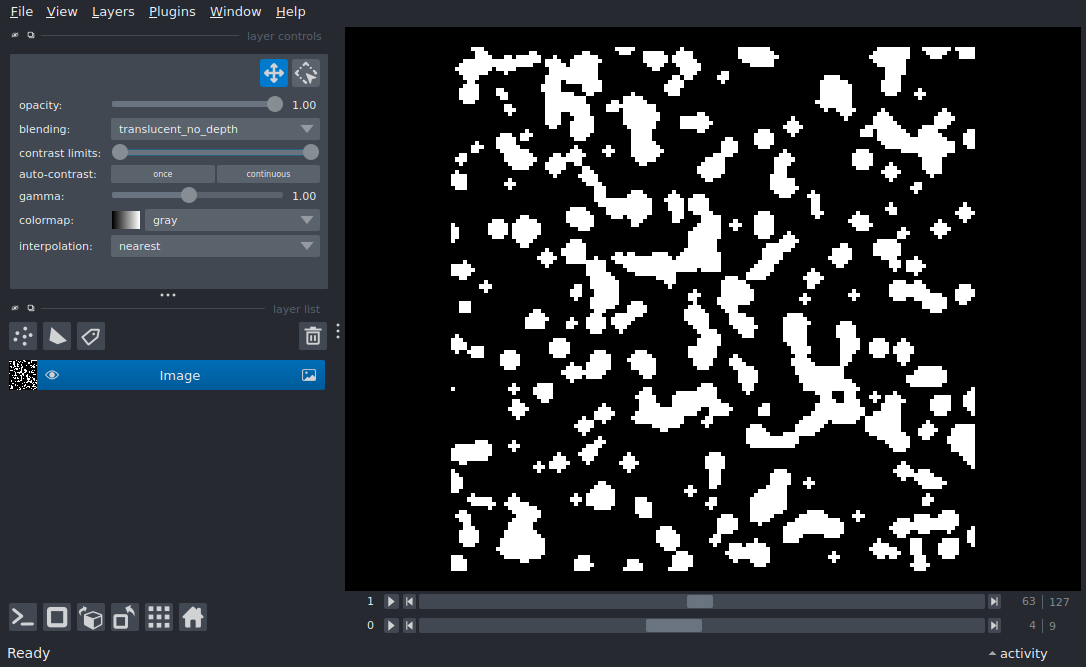 File View Layers Plugins Window Help
layer controls
opacity: 1.00
blending: translucent_no_depth
contrast limits:
auto-contrast: once continuous
gamma: 1.00
colormap: gray
interpolation: nearest
layer list
Image
1 63 127
0 4 9
Ready activity